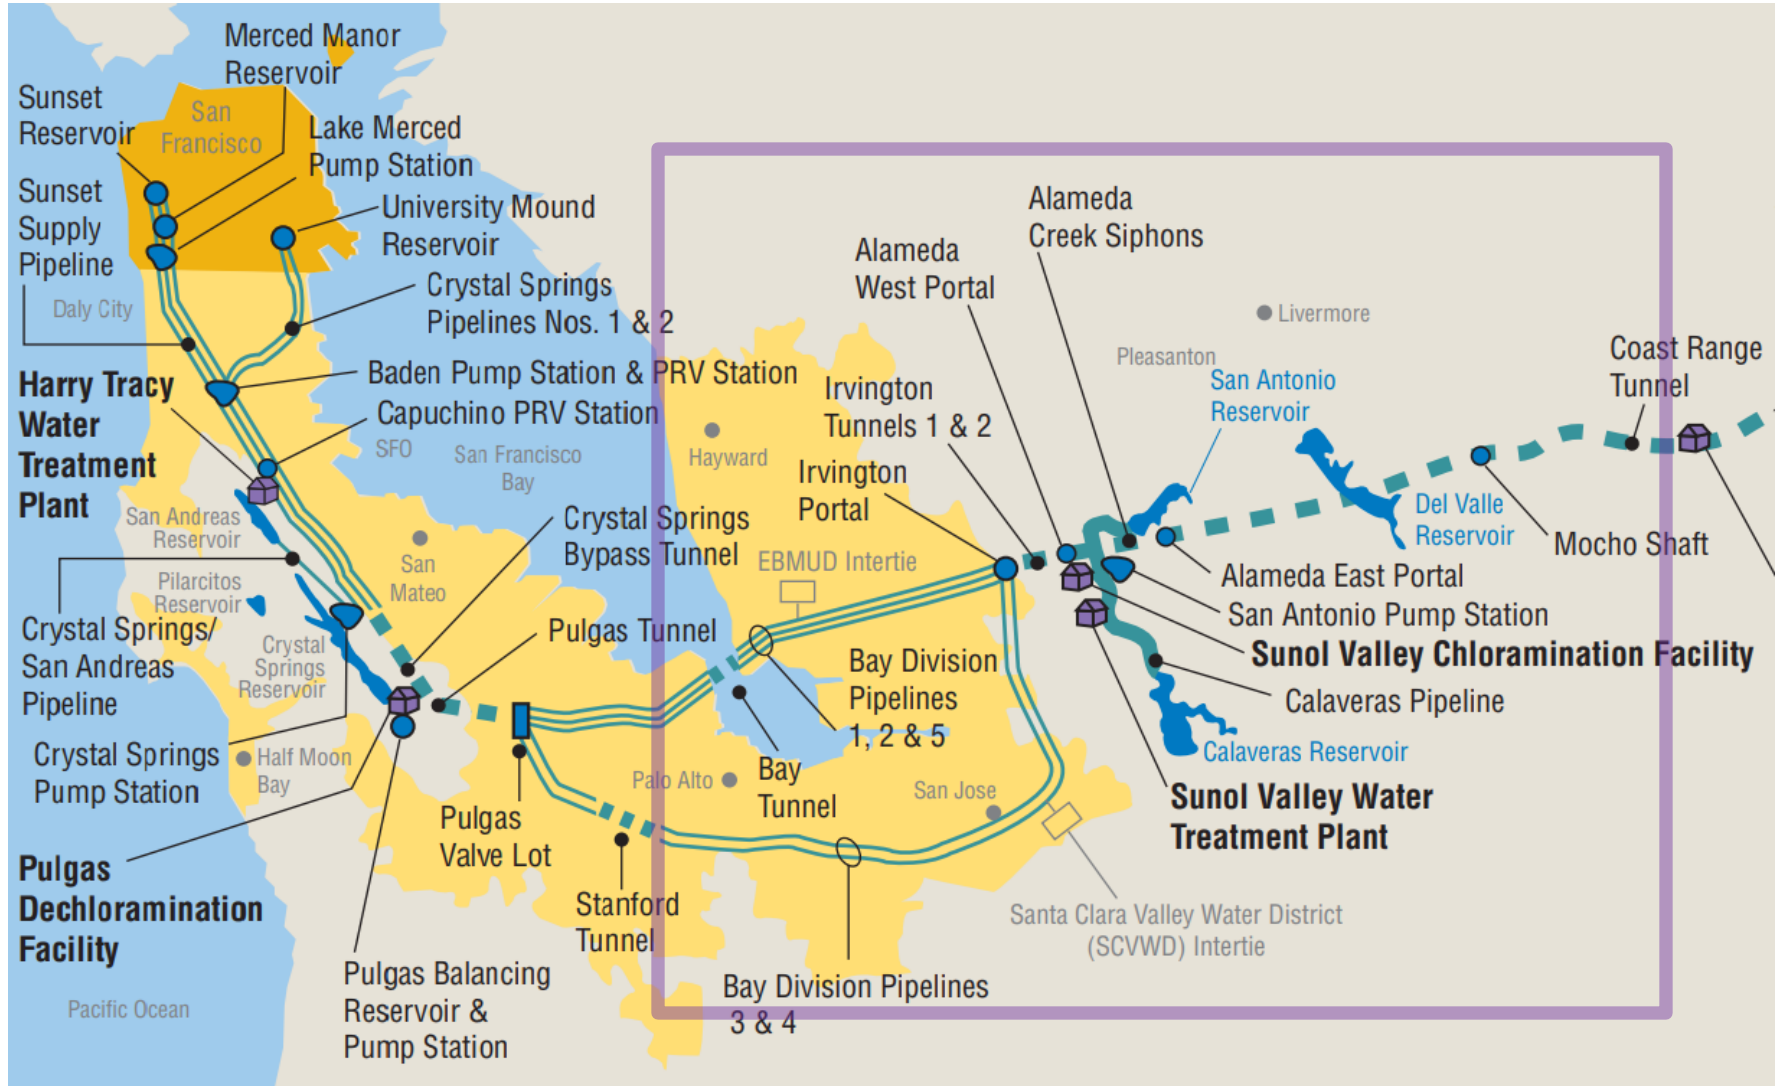 Merced Manor
Reservoir
Sunset
Reservoir
San
Francisco
Lake Merced
Pump Station
Sunset
Supply
Pipeline
University Mound
Reservoir
Daly City
Crystal Springs
Pipelines Nos. 1 & 2
Harry Tracy
Water
Treatment
Plant
Baden Pump Station & PRV Station
Capuchino PRV Station
SFO
San Francisco
Bay
San Andreas
Reservoir
Crystal Springs
Bypass Tunnel
San
Mateo
Pilarcitos
Reservoir
Crystal Springs/
San Andreas
Pipeline
Crystal
Springs
Reservoir
Pulgas Tunnel
Crystal Springs
Pump Station
Half Moon
Bay
Pulgas
Valve Lot
Pulgas
Dechloramination
Facility
Stanford
Tunnel
Pulgas Balancing
Reservoir &
Pump Station
Pacific Ocean
Alameda
Creek Siphons
Alameda
West Portal
Livermore
Pleasanton
San Antonio
Reservoir
Coast Range
Tunnel
Irvington
Tunnels 1 & 2
Hayward
Irvington
Portal
Del Valle
Reservoir
Mocho Shaft
EBMUD Intertie
Alameda East Portal
San Antonio Pump Station
Sunol Valley Chloramination Facility
Bay Division
Pipelines
1, 2 & 5
Calaveras Pipeline
Calaveras Reservoir
Palo Alto
Bay
Tunnel
San Jose
Sunol Valley Water
Treatment Plant
Santa Clara Valley Water District
(SCVWD) Intertie
Bay Division Pipelines
3 & 4